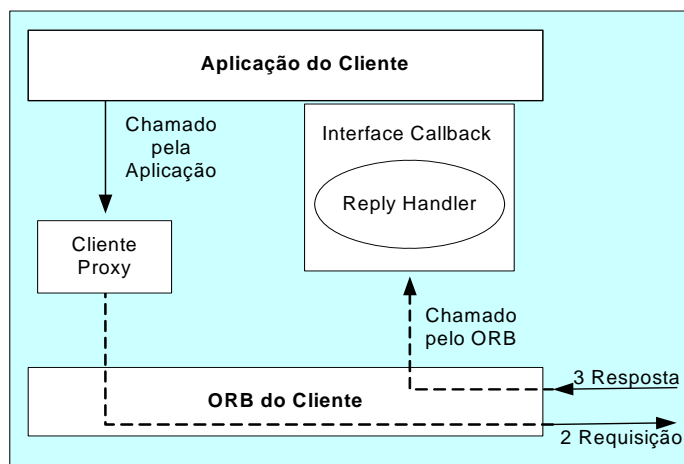 Aplicação do Cliente
Chamado
pela
Aplicação
Interface Callback
Reply Handler
Cliente
Proxy
Chamado
pelo ORB
3 Resposta
ORB do Cliente
2 Requisição